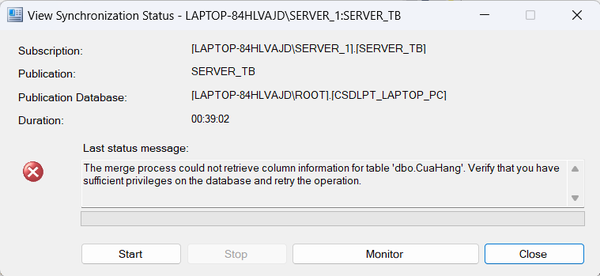 View Synchronization Status - LAPTOP-84HLVAJD\SERVER_1:SERVER_TB
Subscription: [LAPTOP-84HLVAJD\SERVER_1].[SERVER_TB]
Publication: SERVER_TB
Publication Database: [LAPTOP-84HLVAJD\ROOT].[CSDLPT_LAPTOP_PC]
Duration: 00:39:02
Last status message:
The merge process could not retrieve column information for table 'dbo.CuaHang'. Verify that you have
sufficient privileges on the database and retry the operation.
Start Stop Monitor Close